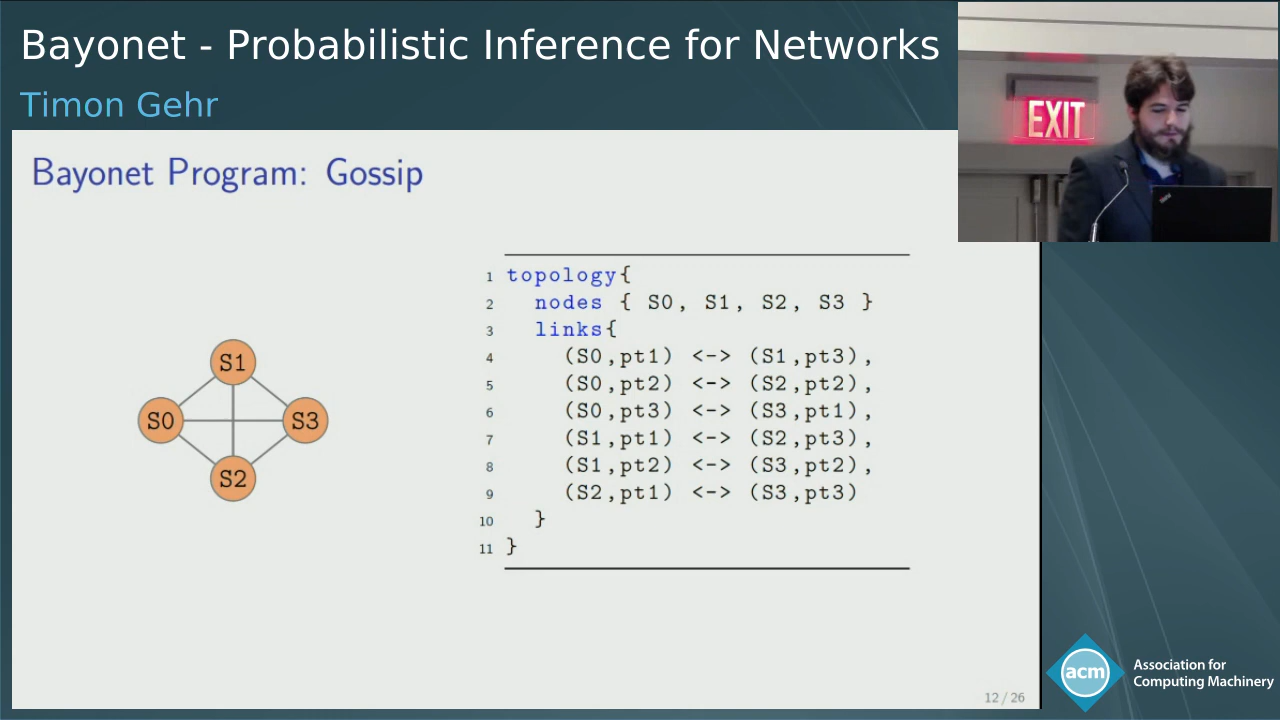 Bayonet - Probabilistic Inference for Networks
Timon Gehr
EXIT
Bayonet Program: Gossip
S1
S0
S3
S2
1 topology{
2 nodes { S0, S1, S2, S3 }
3 links{
4 (S0,pt1) <-> (S1,pt3),
5 (S0,pt2) <-> (S2,pt2),
6 (S0,pt3) <-> (S3,pt1),
7 (S1,pt1) <-> (S2,pt3),
8 (S1,pt2) <-> (S3,pt2),
9 (S2,pt1) <-> (S3,pt3)
10 }
11 }
12 / 26
acm
Association for
Computing Machinery